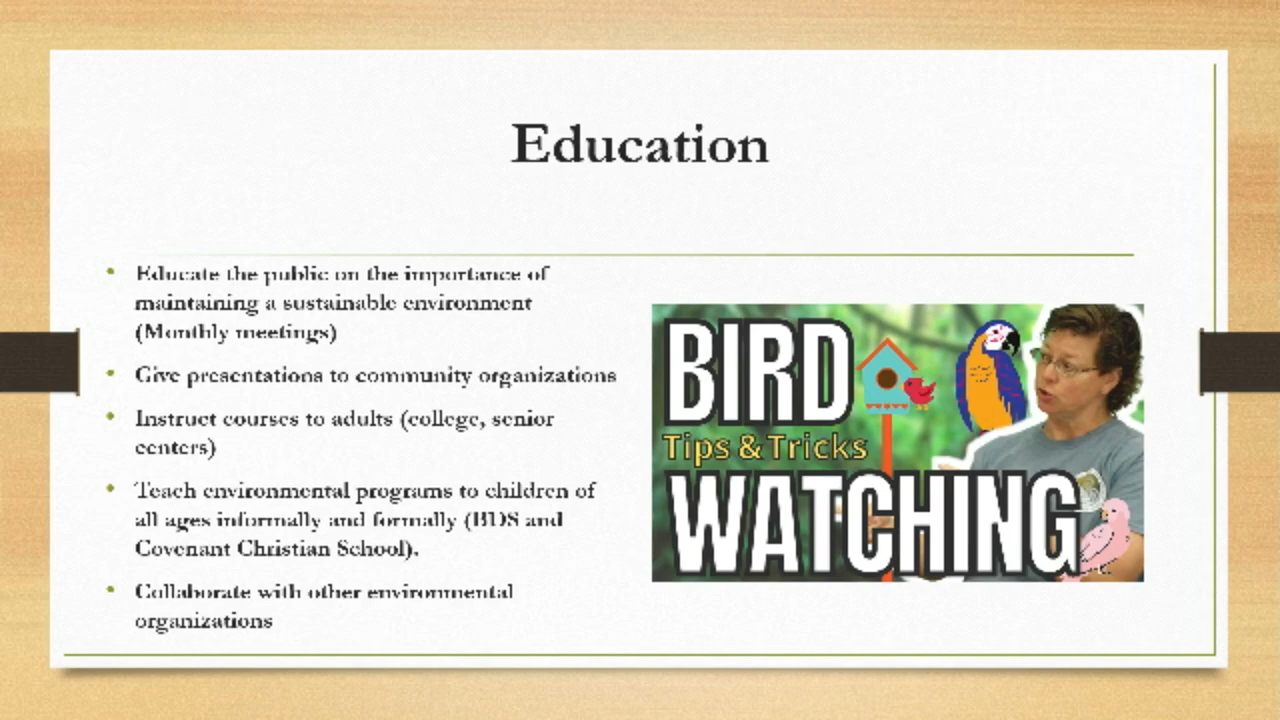 Education
• Educate the public on the importance of
maintaining a sustainable environment
(Monthly meetings)
• Give presentations to community organizations
• Instruct courses to adults (college, senior
centers)
• Teach environmental programs to children of
all ages informally and formally (BDS and
Covenant Christian School).
• Collaborate with other environmental
organizations
BIRD
Tips & Tricks
WATCHING